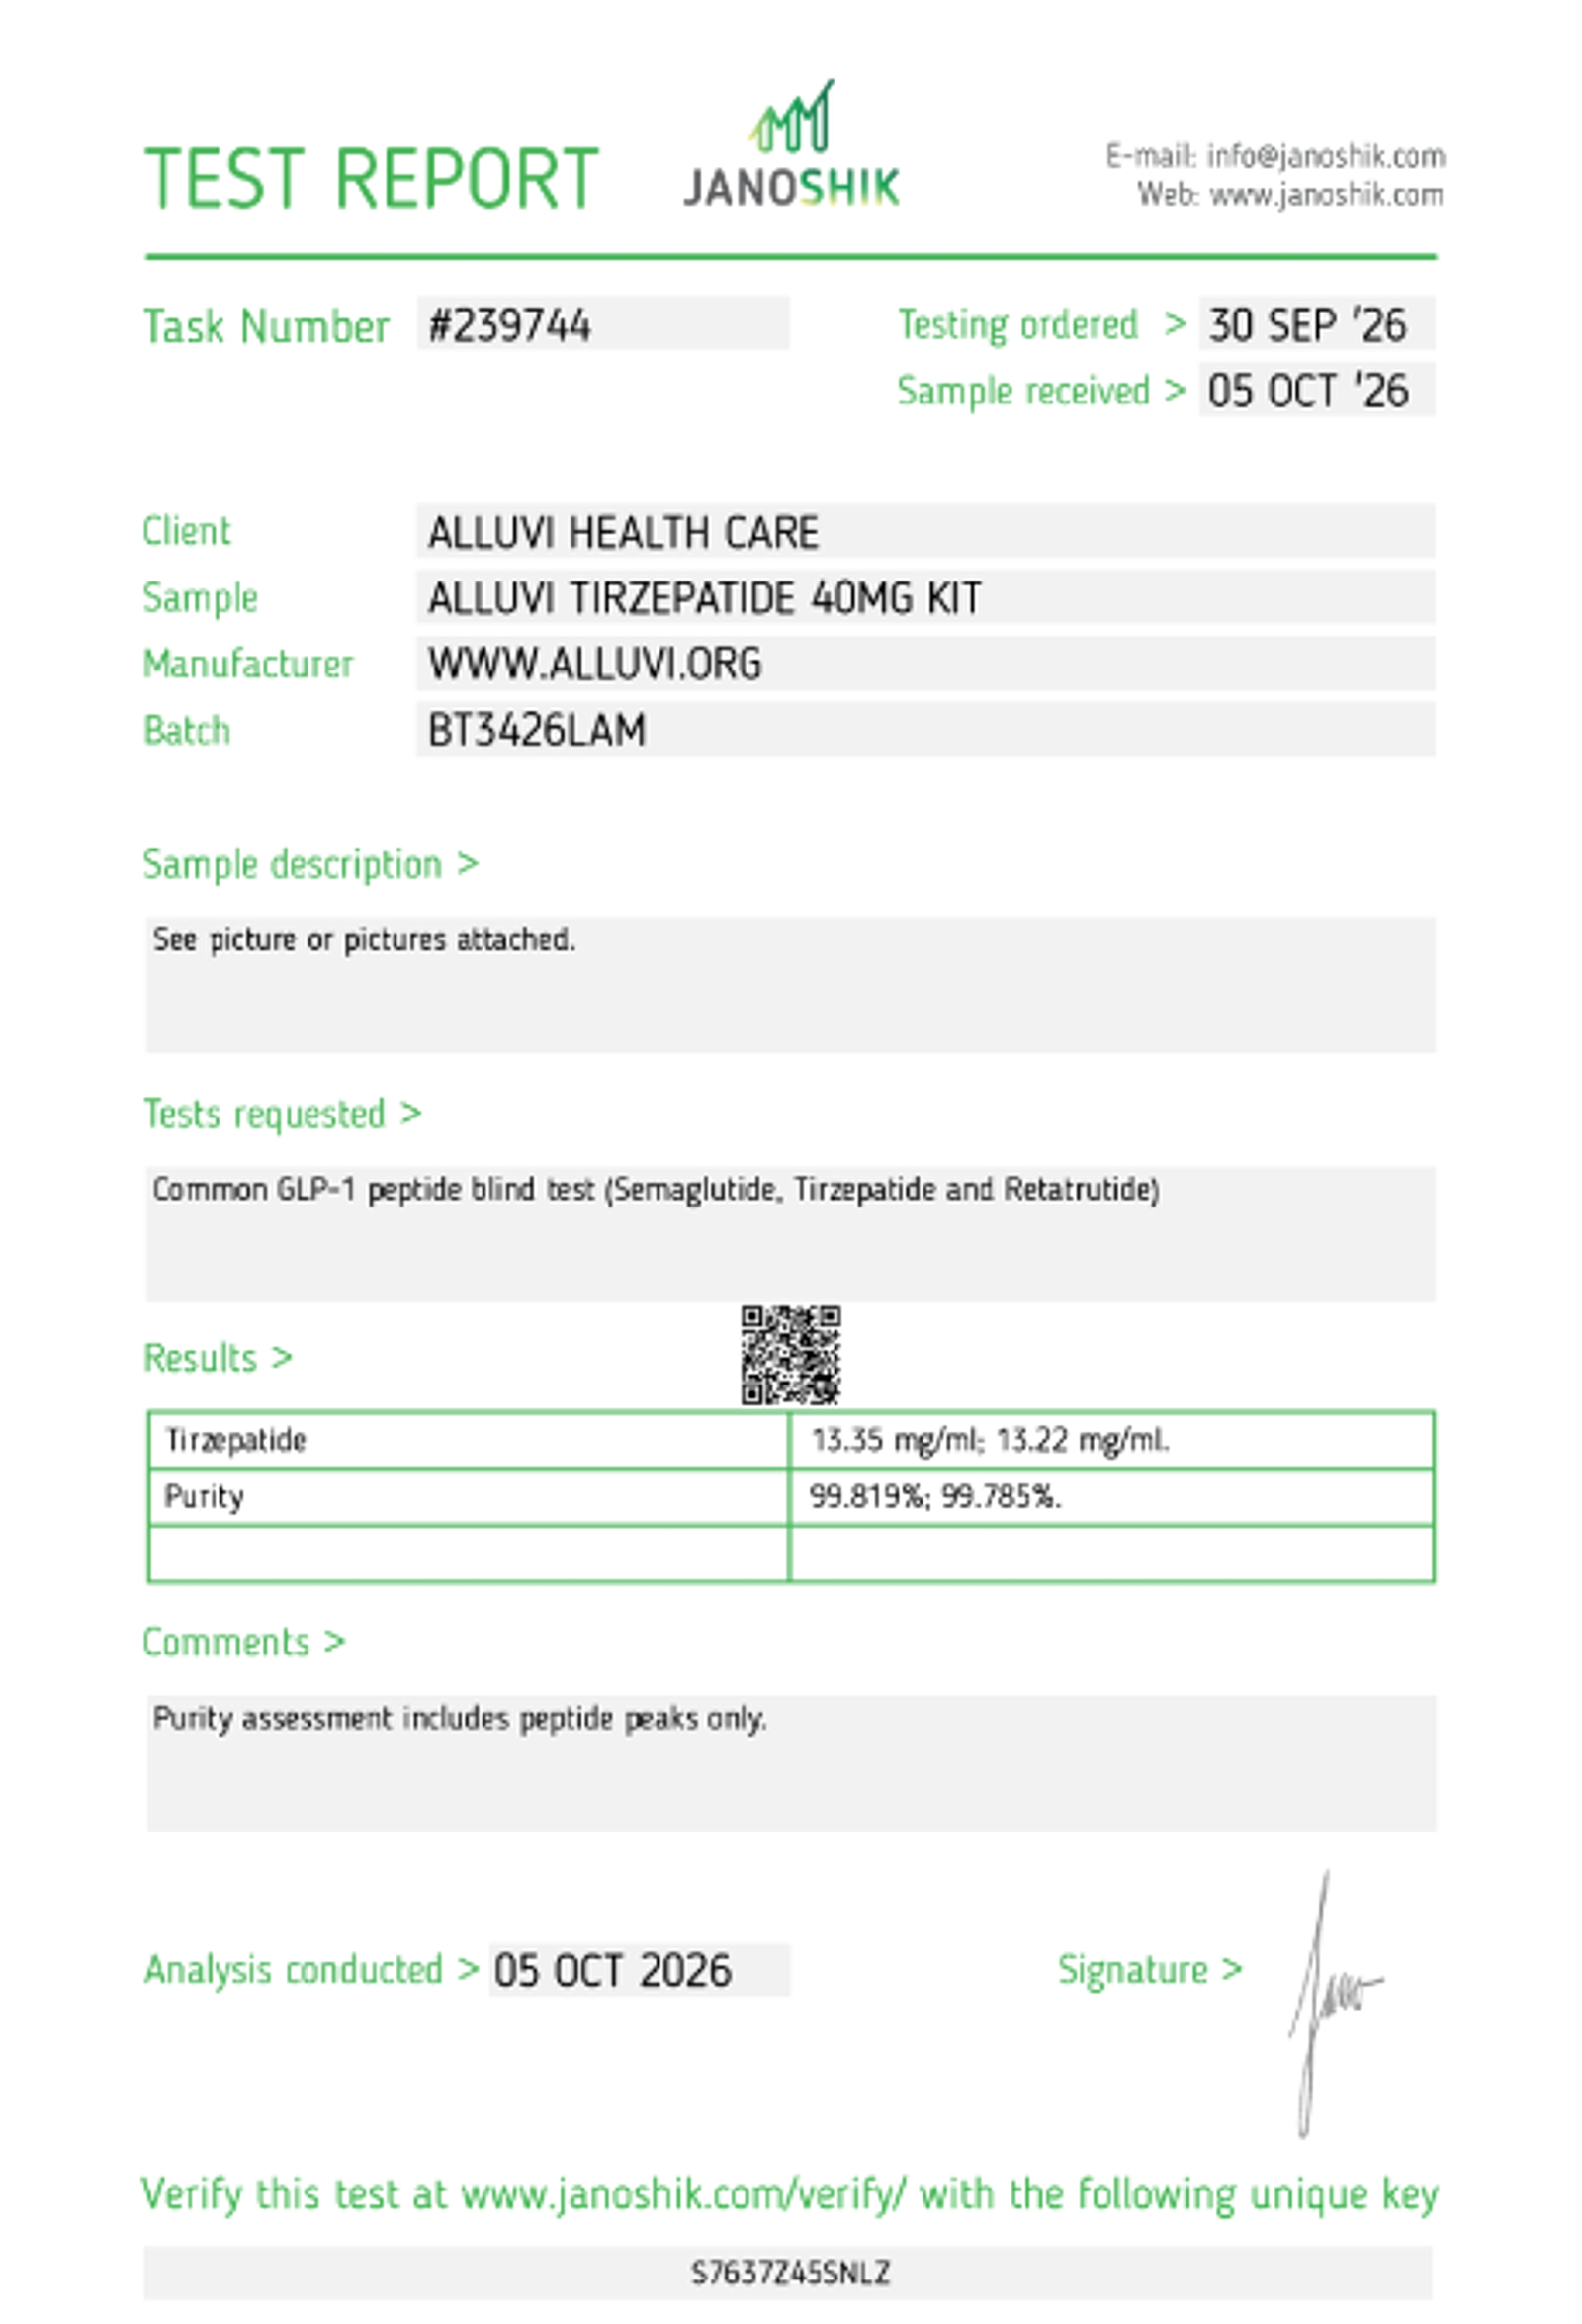 TEST REPORT
JANOSHIK
E-mail: info@janoshik.com
Web: www.janoshik.com
Task Number #239744
Testing ordered > 30 SEP '26
Sample received > 05 OCT '26
Client ALLUVI HEALTH CARE
Sample ALLUVI TIRZEPATIDE 40MG KIT
Manufacturer WWW.ALLUVI.ORG
Batch BT3426LAM
Sample description >
See picture or pictures attached.
Tests requested >
Common GLP-1 peptide blind test (Semaglutide, Tirzepatide and Retatrutide)
Results >
Tirzepatide 13.35 mg/ml; 13.22 mg/ml.
Purity 99.819%; 99.785%.
Comments >
Purity assessment includes peptide peaks only.
Analysis conducted > 05 OCT 2026
Signature >
Verify this test at www.janoshik.com/verify/ with the following unique key
S7637Z45SNLZ